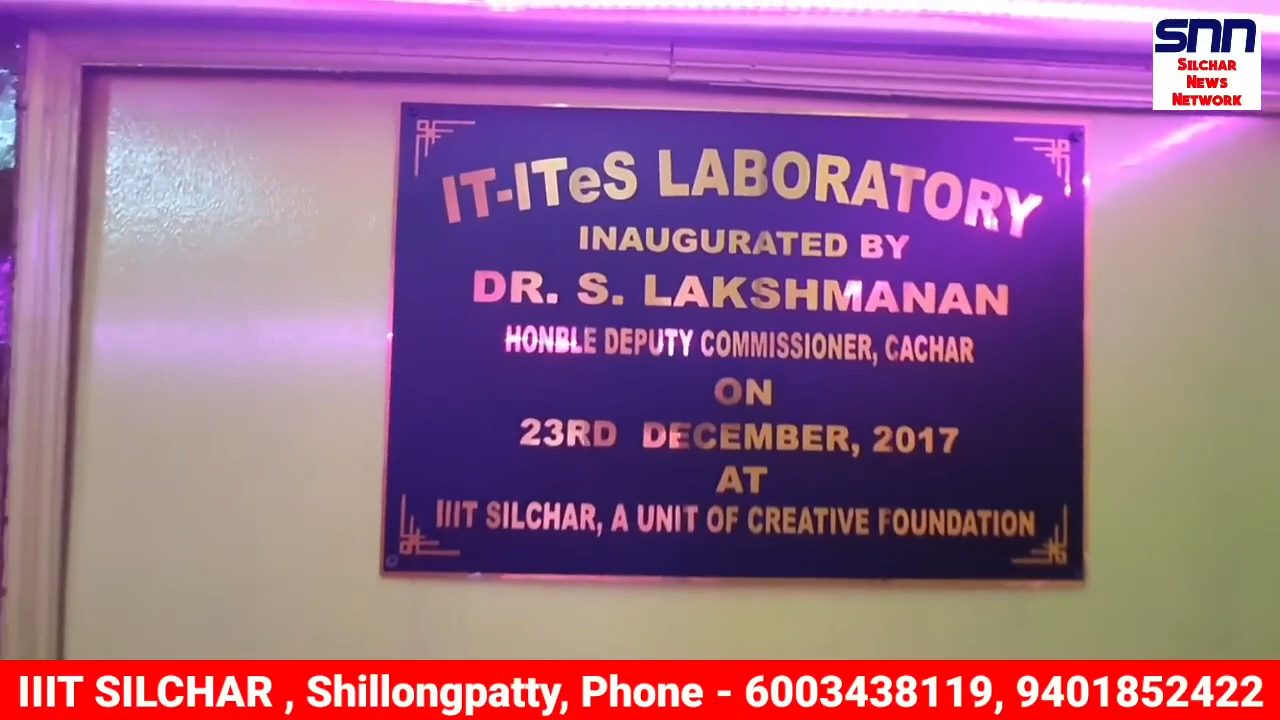 SNN
SILCHAR
NEWS
NETWORK
IT-ITeS LABORATORY
INAUGURATED BY
DR. S. LAKSHMANAN
HONBLE DEPUTY COMMISSIONER, CACHAR
ON
23RD DECEMBER, 2017
AT
IIIT SILCHAR, A UNIT OF CREATIVE FOUNDATION
IIIT SILCHAR , Shillongpatty, Phone - 6003438119, 9401852422